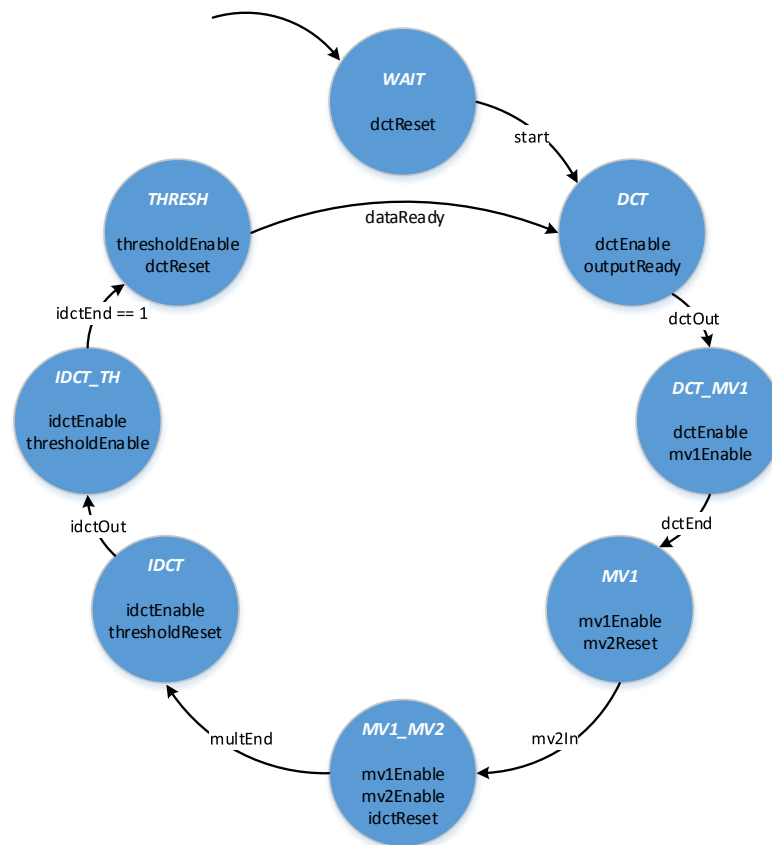 WAIT
dctReset
start
THRESH
thresholdEnable
dctReset
dataReady
DCT
dctEnable
outputReady
idctEnd == 1
dctOut
IDCT_TH
idctEnable
thresholdEnable
DCT_MV1
dctEnable
mv1Enable
idctOut
dctEnd
IDCT
idctEnable
thresholdReset
MV1
mv1Enable
mv2Reset
multEnd
mv2In
MV1_MV2
mv1Enable
mv2Enable
idctReset